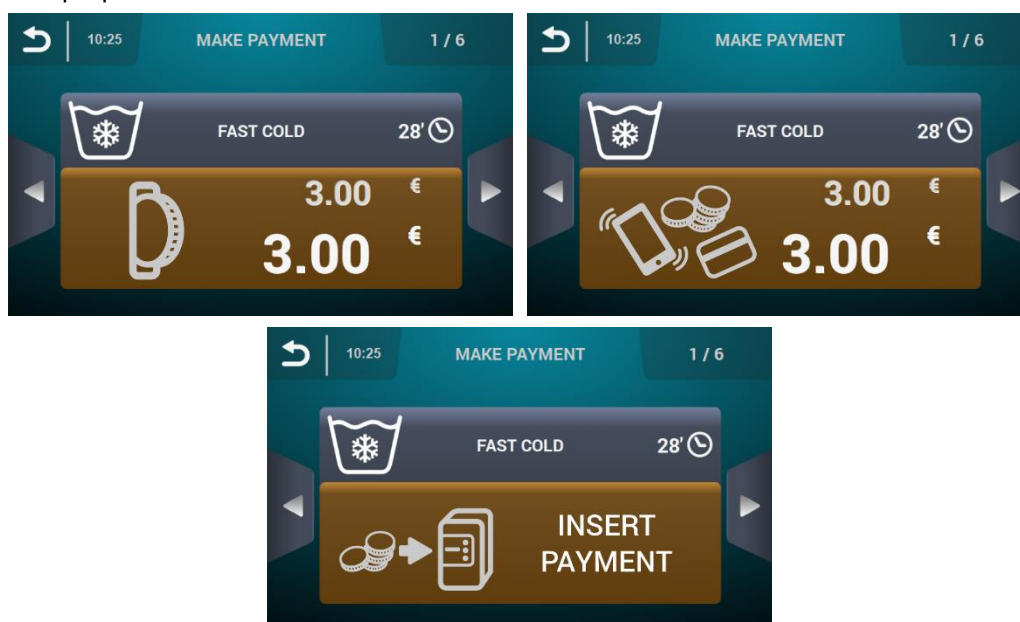 10:25 MAKE PAYMENT 1 / 6
FAST COLD 28'
3.00 €
3.00 €
10:25 MAKE PAYMENT 1 / 6
FAST COLD 28'
3.00 €
3.00 €
10:25 MAKE PAYMENT 1 / 6
FAST COLD 28'
INSERT
PAYMENT